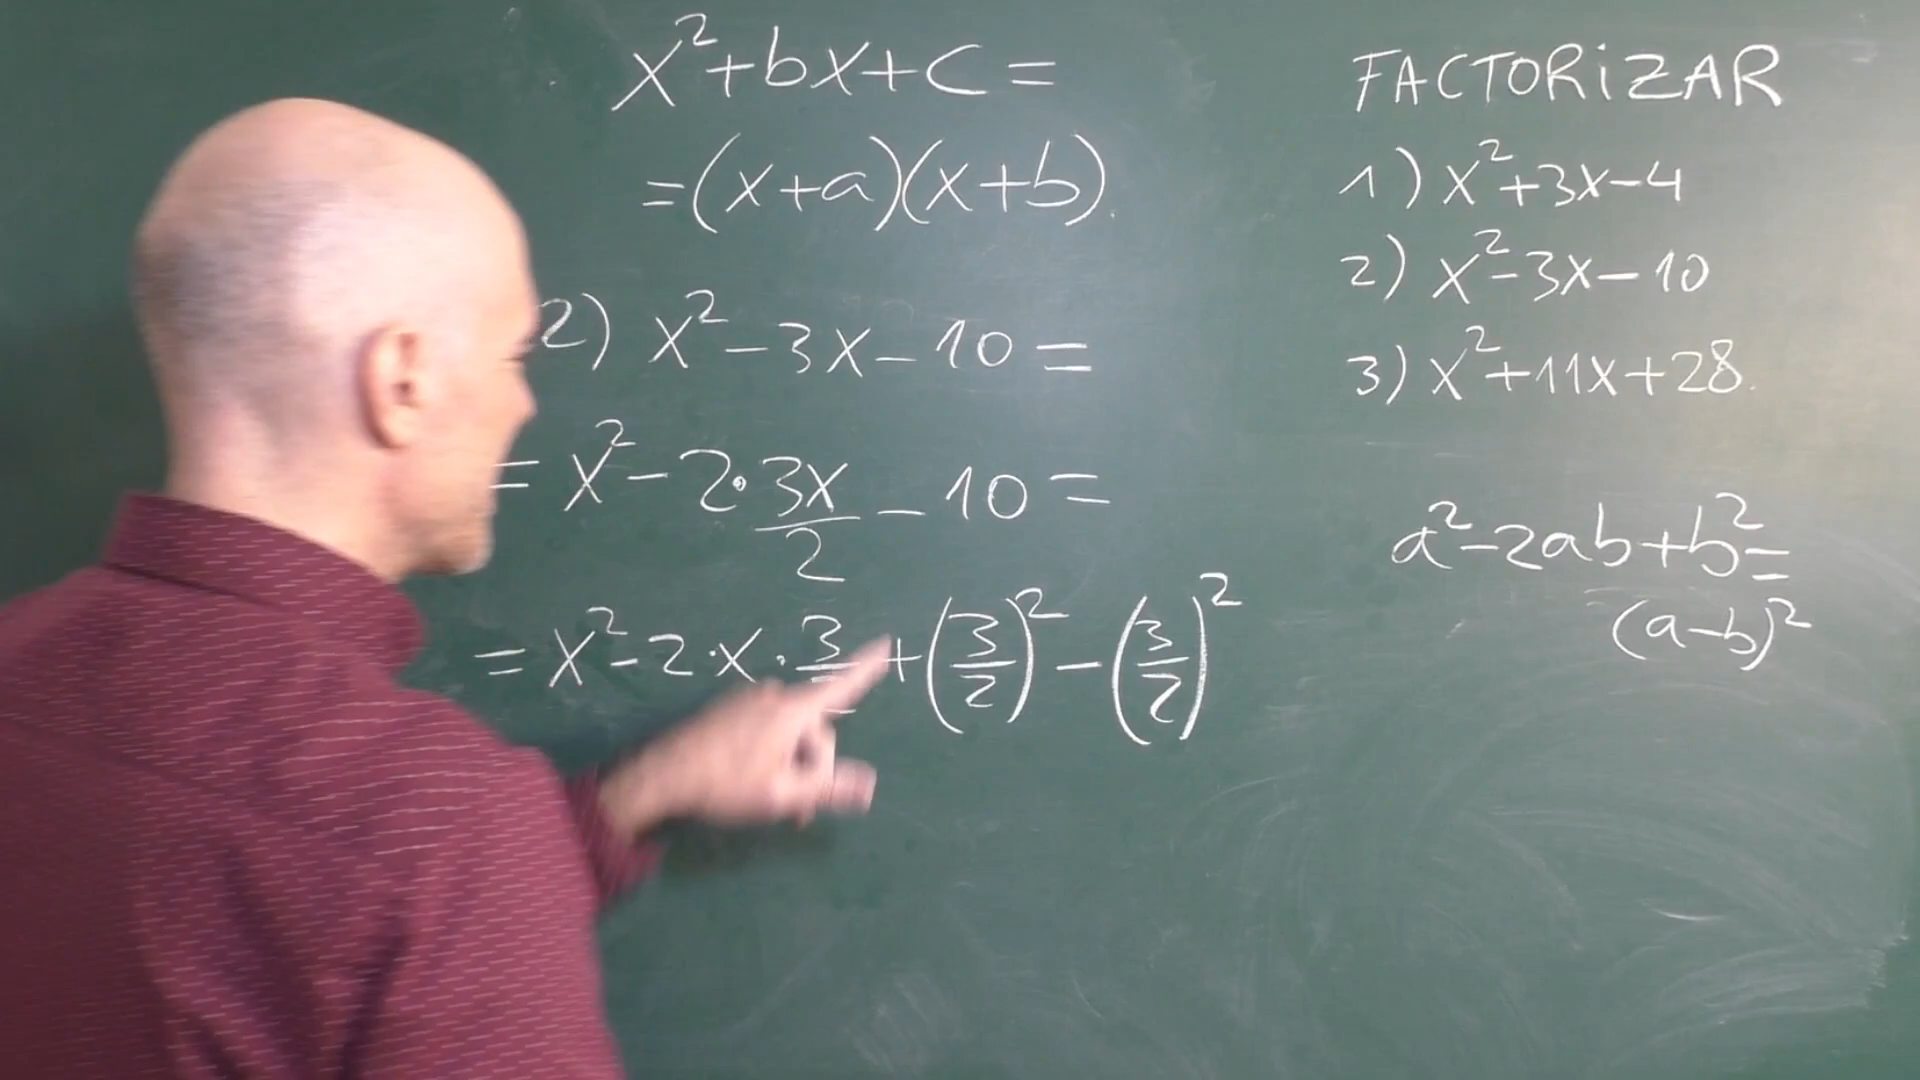 x²+bx+c=
=(x+a)(x+b).
2) x²-3x-10=
= x²-2·3x/2-10=
= x²-2·x·3/2+(3/2)²-(3/2)²
FACTORiZAR
1) x²+3x-4
2) x²-3x-10
3) x²+11x+28.
a²-2ab+b²=
(a-b)²